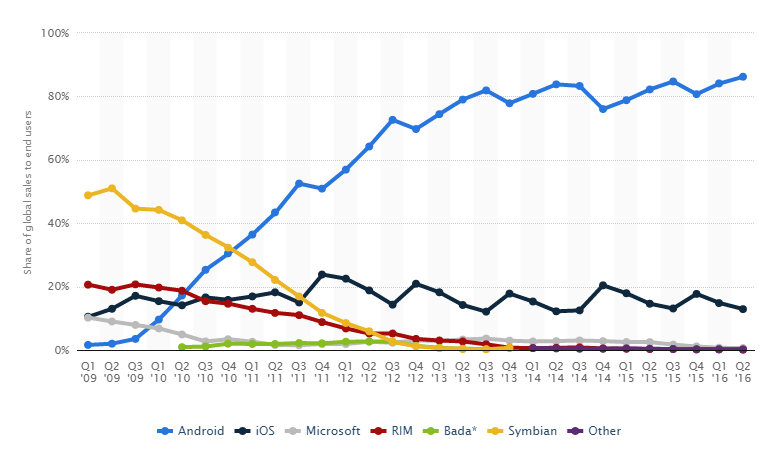 100%
80%
60%
40%
20%
0%
Share of global sales to end users
Q1 Q2 Q3 Q1 Q2 Q3 Q4 Q1 Q2 Q3 Q4 Q1 Q2 Q3 Q4 Q1 Q2 Q3 Q4 Q1 Q2 Q3 Q4 Q1 Q2 Q3 Q4 Q1 Q2
'09 '09 '09 '10 '10 '10 '10 '11 '11 '11 '11 '12 '12 '12 '12 '13 '13 '13 '13 '14 '14 '14 '14 '15 '15 '15 '15 '16 '16
Android iOS Microsoft RIM Bada* Symbian Other